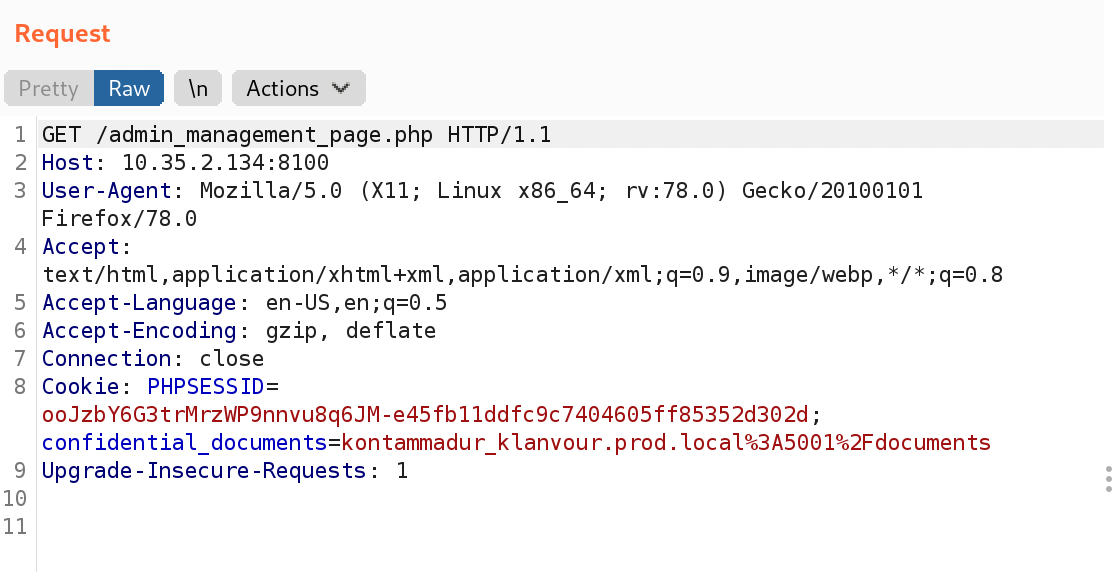 Request
Pretty Raw \n Actions
1 GET /admin_management_page.php HTTP/1.1
2 Host: 10.35.2.134:8100
3 User-Agent: Mozilla/5.0 (X11; Linux x86_64; rv:78.0) Gecko/20100101
Firefox/78.0
4 Accept:
text/html,application/xhtml+xml,application/xml;q=0.9,image/webp,*/*;q=0.8
5 Accept-Language: en-US,en;q=0.5
6 Accept-Encoding: gzip, deflate
7 Connection: close
8 Cookie: PHPSESSID=
ooJzbY6G3trMrzWP9nnvu8q6JM-e45fb11ddfc9c7404605ff85352d302d;
confidential_documents=kontammadur_klanvour.prod.local%3A5001%2Fdocuments
9 Upgrade-Insecure-Requests: 1
10
11